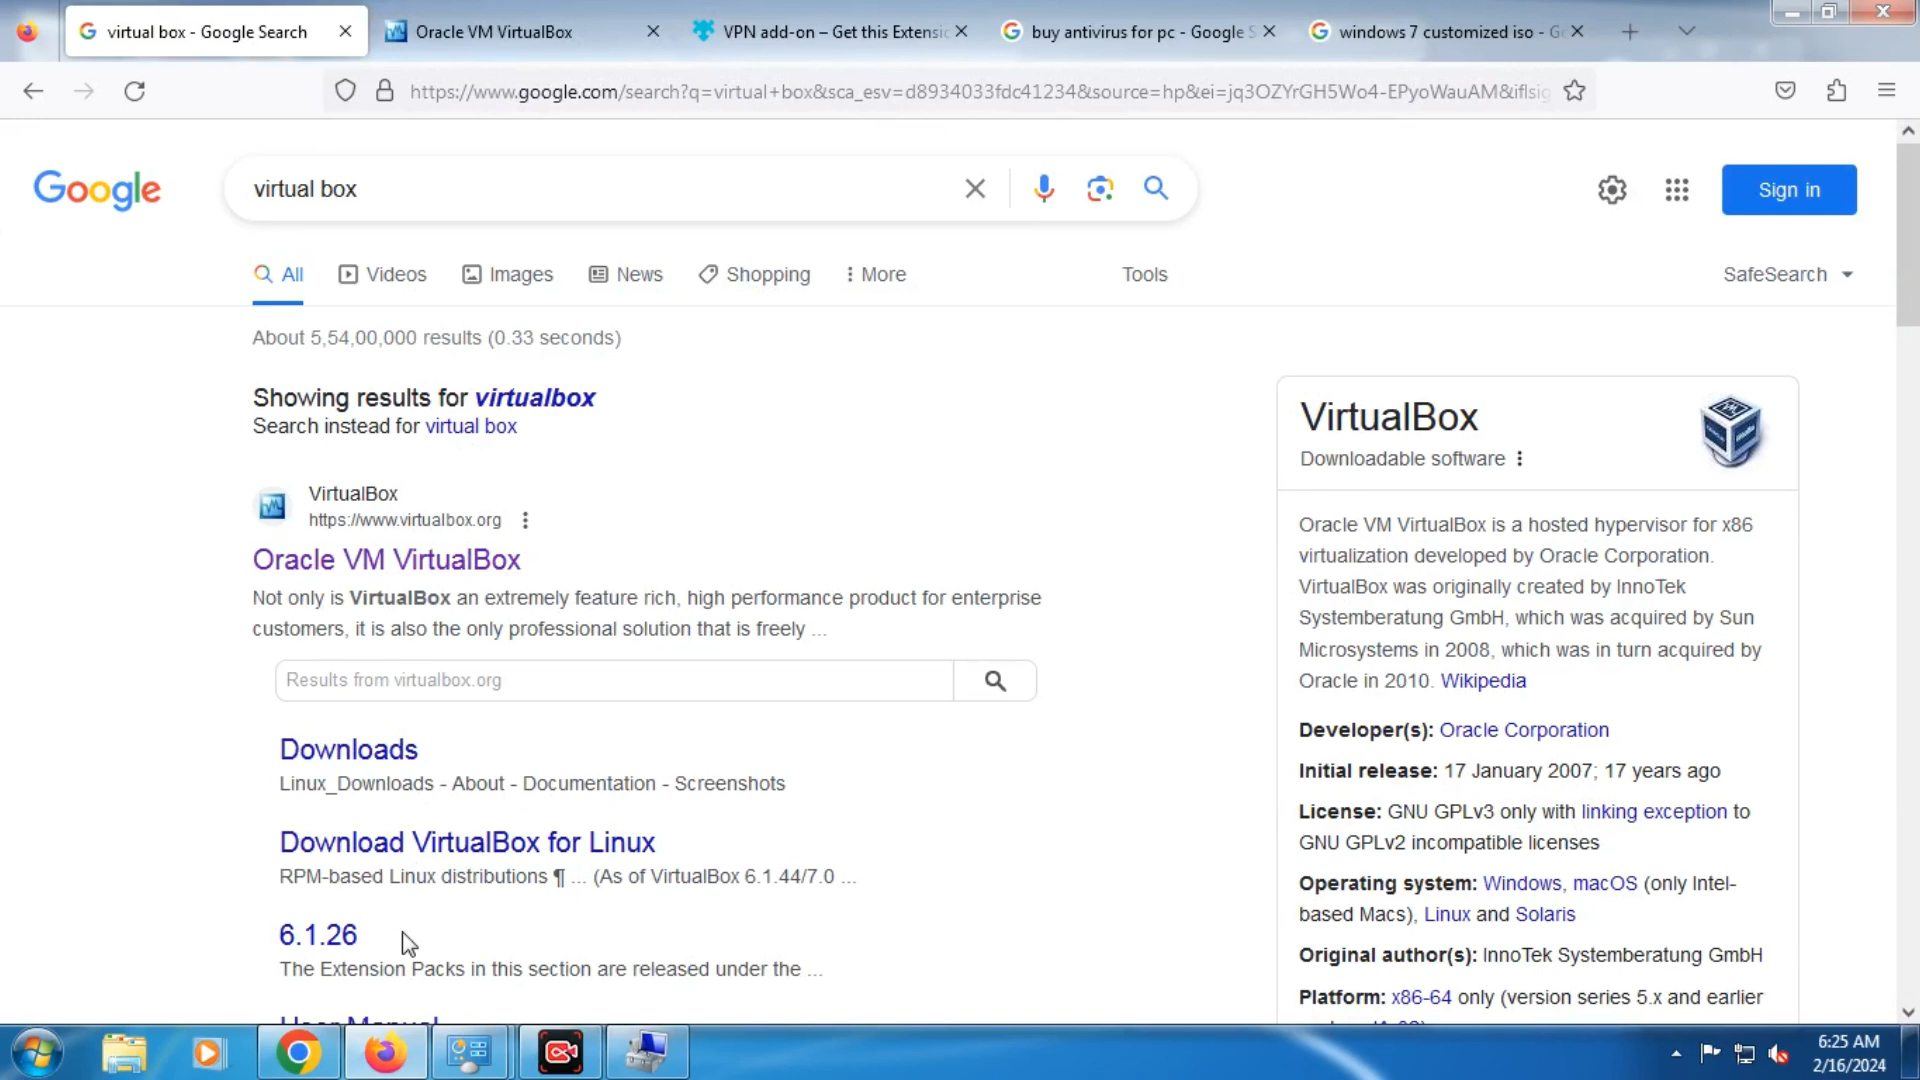 virtual box - Google Search
Oracle VM VirtualBox
VPN add-on – Get this Extensio
buy antivirus for pc - Google S
windows 7 customized iso - Go
https://www.google.com/search?q=virtual+box&sca_esv=d8934033fdc41234&source=hp&ei=jq3OZYrGH5Wo4-EPyoWauAM&iflsig
Google
virtual box
Sign in
All
Videos
Images
News
Shopping
More
Tools
SafeSearch
About 5,54,00,000 results (0.33 seconds)
Showing results for virtualbox
Search instead for virtual box
VirtualBox
https://www.virtualbox.org
Oracle VM VirtualBox
Not only is VirtualBox an extremely feature rich, high performance product for enterprise
customers, it is also the only professional solution that is freely ...
Results from virtualbox.org
Downloads
Linux_Downloads - About - Documentation - Screenshots
Download VirtualBox for Linux
RPM-based Linux distributions ¶ ... (As of VirtualBox 6.1.44/7.0 ...
6.1.26
The Extension Packs in this section are released under the ...
User Manual
VirtualBox
Downloadable software
Oracle VM VirtualBox is a hosted hypervisor for x86
virtualization developed by Oracle Corporation.
VirtualBox was originally created by InnoTek
Systemberatung GmbH, which was acquired by Sun
Microsystems in 2008, which was in turn acquired by
Oracle in 2010. Wikipedia
Developer(s): Oracle Corporation
Initial release: 17 January 2007; 17 years ago
License: GNU GPLv3 only with linking exception to
GNU GPLv2 incompatible licenses
Operating system: Windows, macOS (only Intel-
based Macs), Linux and Solaris
Original author(s): InnoTek Systemberatung GmbH
Platform: x86-64 only (version series 5.x and earlier
6:25 AM
2/16/2024